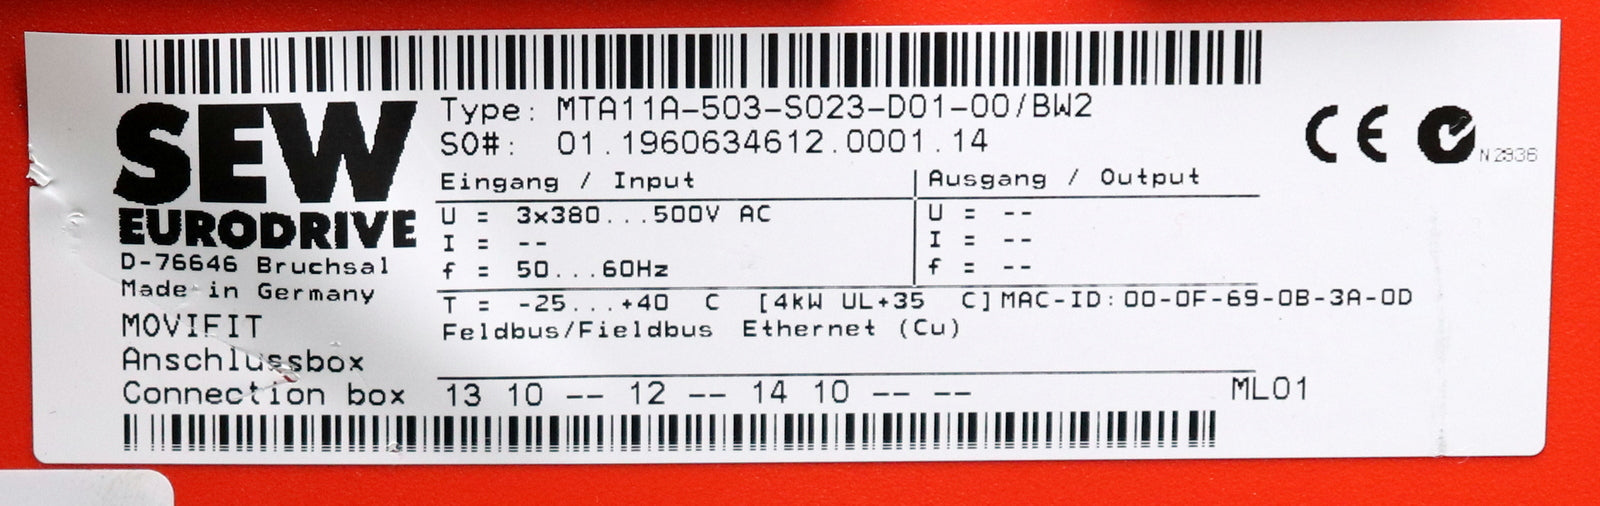 SEW
EURODRIVE
D-76646 Bruchsal
Made in Germany
MOVIFIT
Anschlussbox
Connection box
Type: MTA11A-503-S023-D01-00/BW2
SO#: 01.1960634612.0001.14
Eingang / Input
U = 3x380...500V AC
I = --
f = 50...60Hz
Ausgang / Output
U = --
I = --
f = --
T = -25...+40 C [4kW UL+35 C] MAC-ID: 00-0F-69-0B-3A-0D
Feldbus/Fieldbus Ethernet (Cu)
13 10 -- 12 -- 14 10 -- -- ML01
CE
N2936